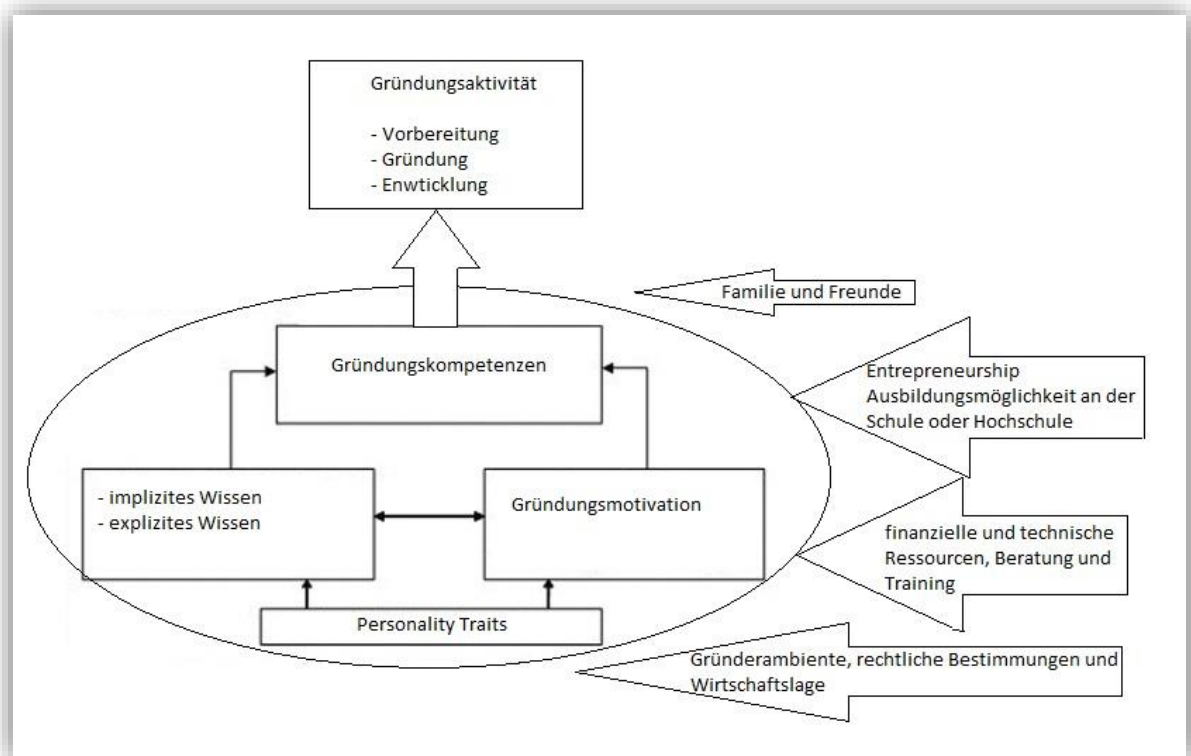 Gründungsaktivität
- Vorbereitung
- Gründung
- Enwticklung
Familie und Freunde
Gründungskompetenzen
Entrepreneurship
Ausbildungsmöglichkeit an der
Schule oder Hochschule
- implizites Wissen
- explizites Wissen
Gründungsmotivation
finanzielle und technische
Ressourcen, Beratung und
Training
Personality Traits
Gründerambiente, rechtliche Bestimmungen und
Wirtschaftslage